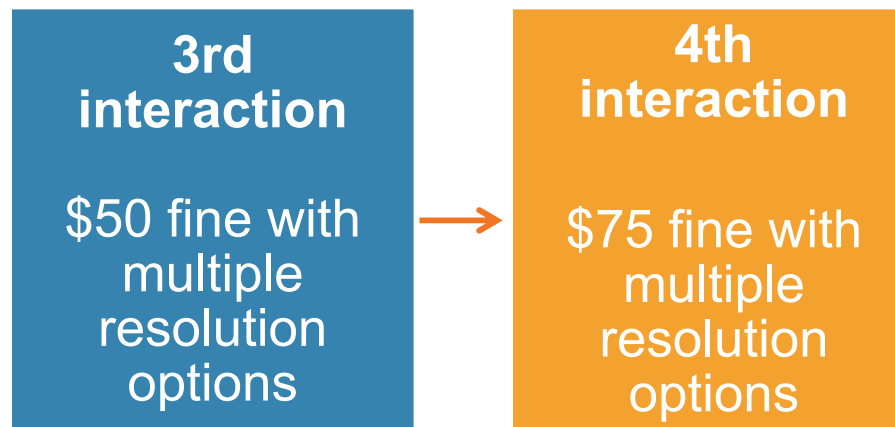 3rd
interaction
$50 fine with
multiple
resolution
options
4th
interaction
$75 fine with
multiple
resolution
options